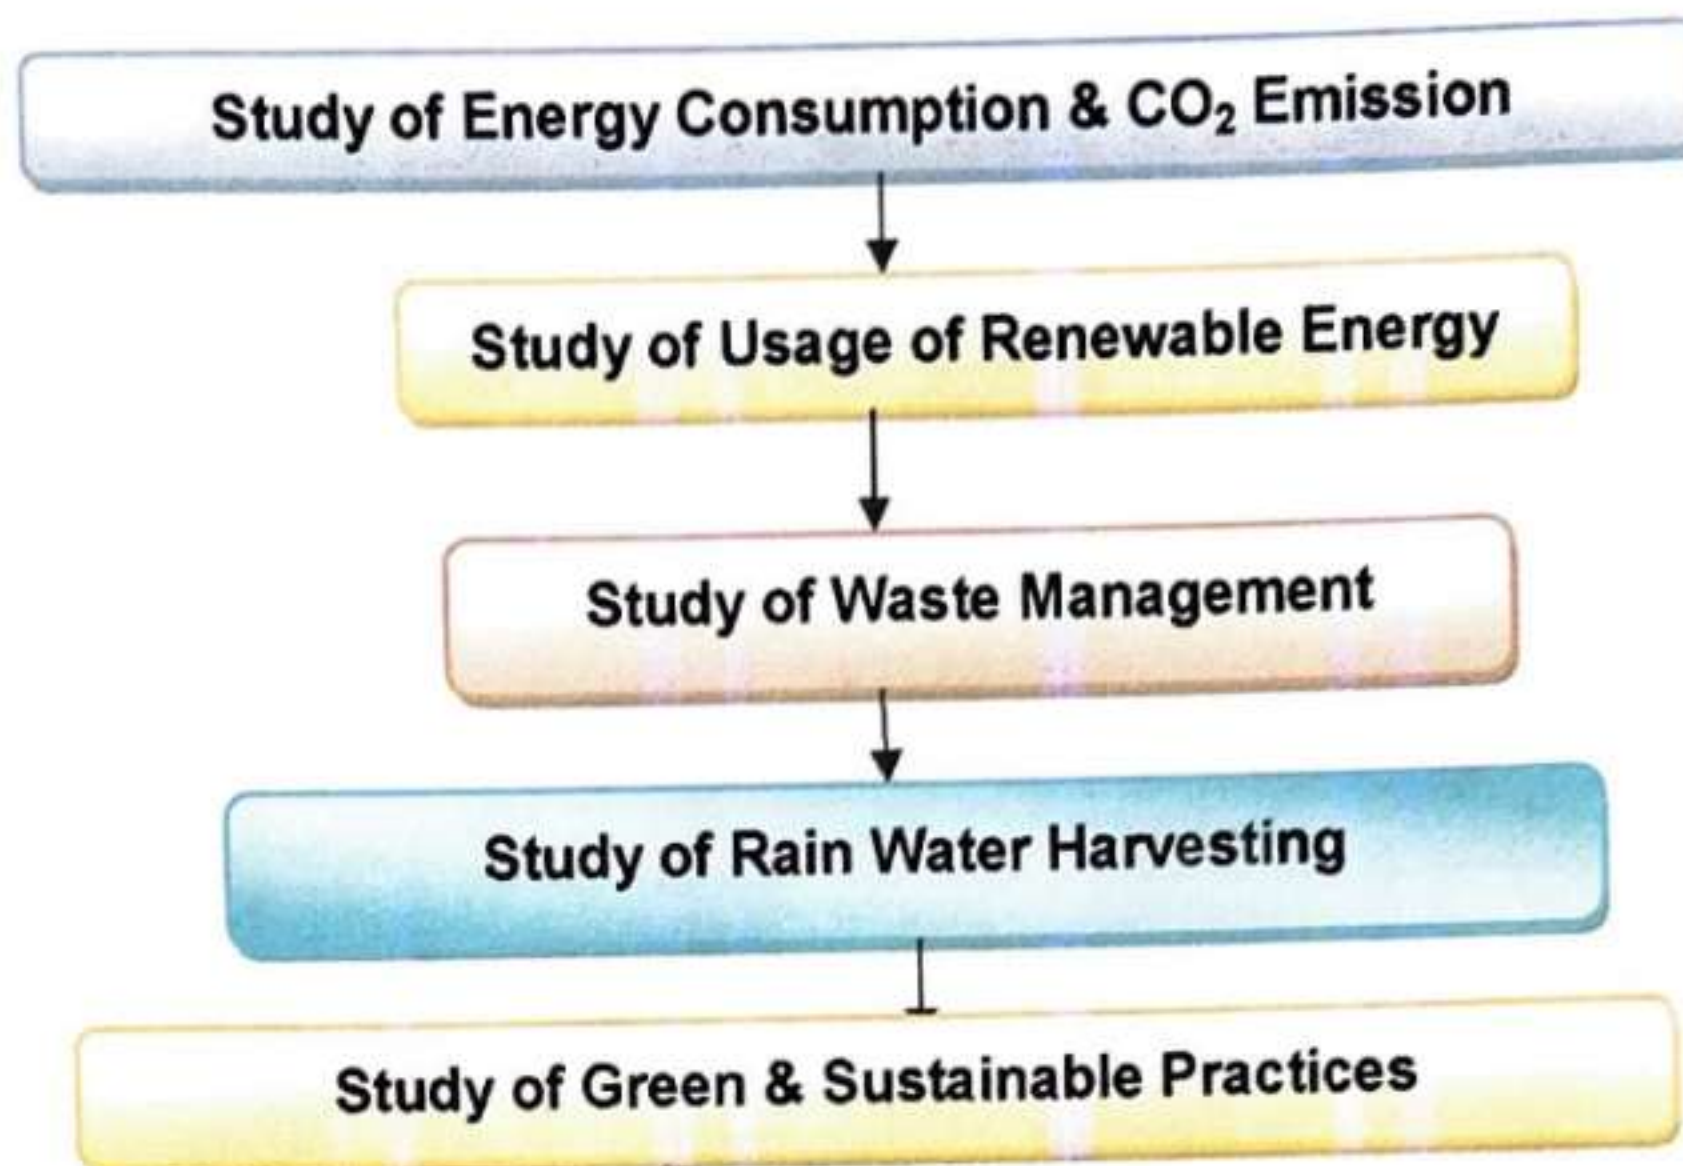 Study of Energy Consumption & CO₂ Emission
Study of Usage of Renewable Energy
Study of Waste Management
Study of Rain Water Harvesting
Study of Green & Sustainable Practices